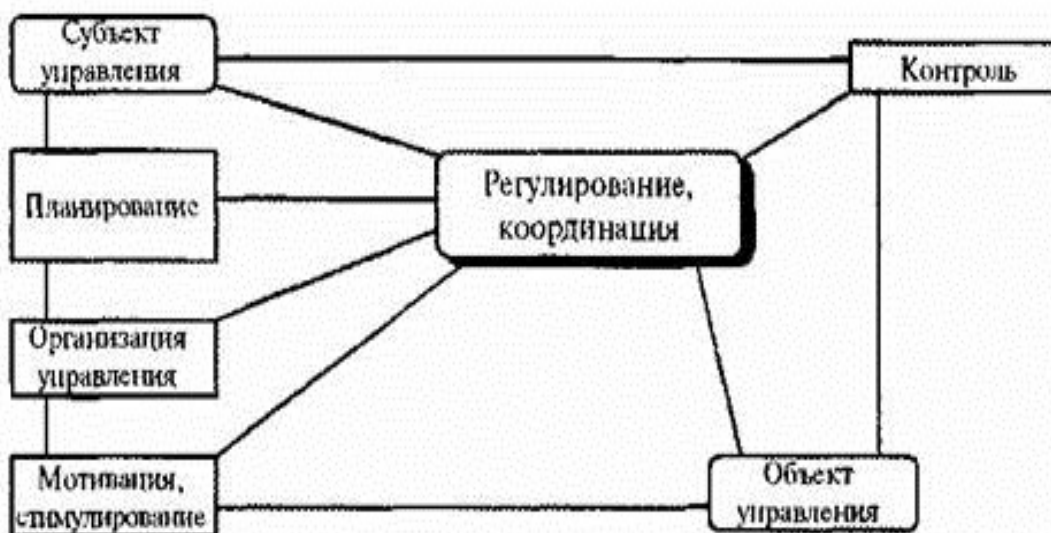 Субъект
управления
Контроль
Планирование
Регулирование,
координация
Организация
управления
Мотивация,
стимулирование
Объект
управления